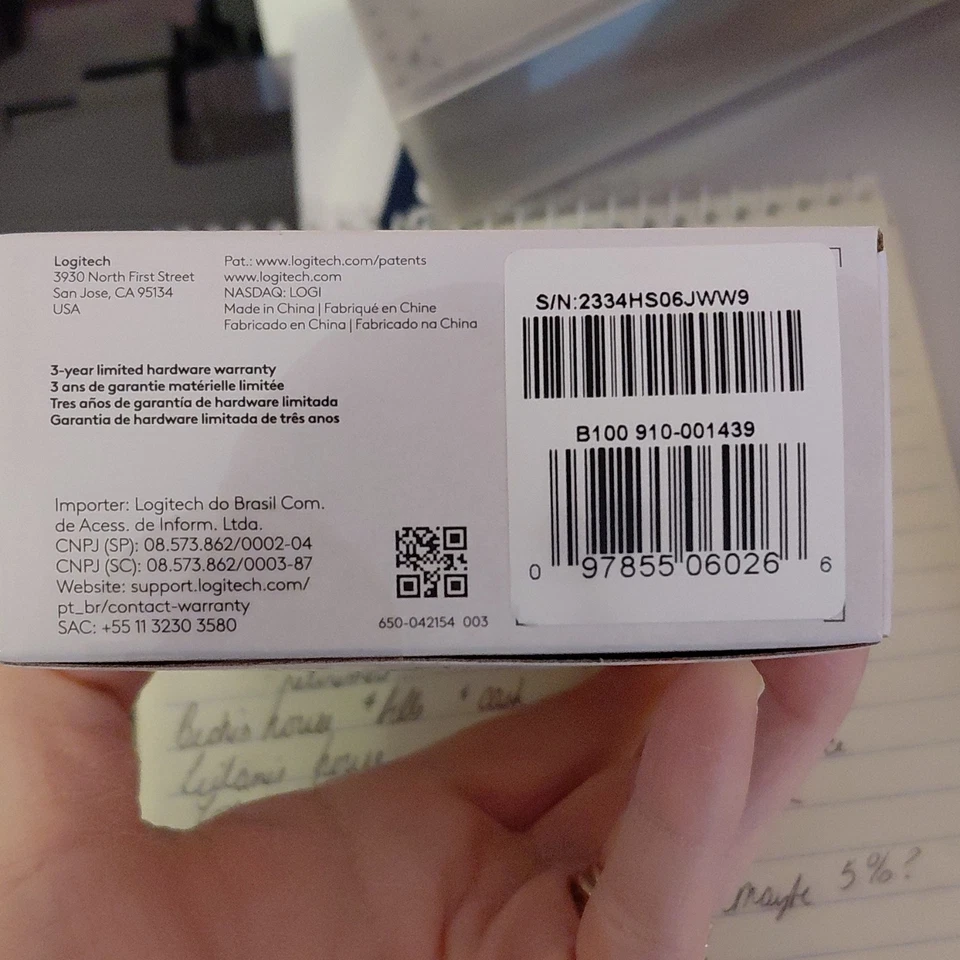 Logitech
3930 North First Street
San Jose, CA 95134
USA
Pat.: www.logitech.com/patents
www.logitech.com
NASDAQ: LOGI
Made in China | Fabriqué en Chine
Fabricado en China | Fabricado na China
3-year limited hardware warranty
3 ans de garantie matérielle limitée
Tres años de garantía de hardware limitada
Garantia de hardware limitada de três anos
Importer: Logitech do Brasil Com.
de Acess. de Inform. Ltda.
CNPJ (SP): 08.573.862/0002-04
CNPJ (SC): 08.573.862/0003-87
Website: support.logitech.com/
pt_br/contact-warranty
SAC: +55 11 3230 3580
650-042154 003
S/N:2334HS06JWW9
B100 910-001439
0 97855 06026 6
house
house
maybe 5%?